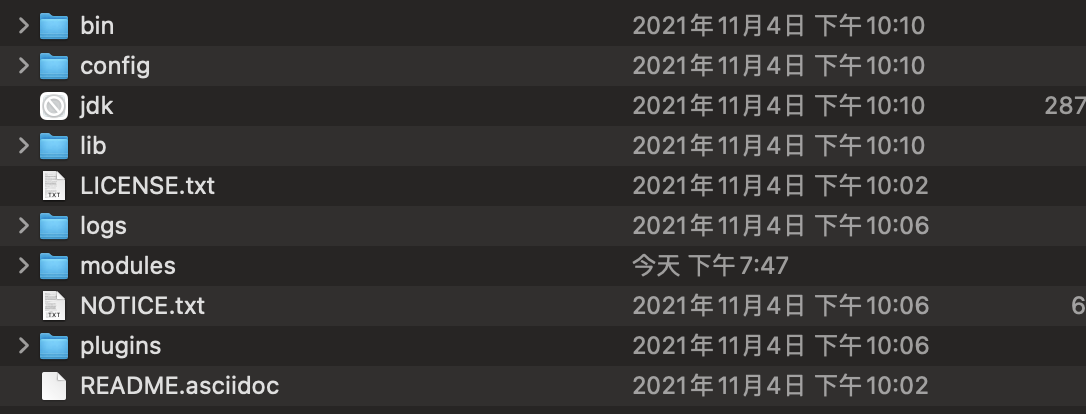 bin 2021年11月4日 下午10:10
config 2021年11月4日 下午10:10
jdk 2021年11月4日 下午10:10 287
lib 2021年11月4日 下午10:10
TXT LICENSE.txt 2021年11月4日 下午10:02
logs 2021年11月4日 下午10:06
modules 今天 下午7:47
TXT NOTICE.txt 2021年11月4日 下午10:06 6
plugins 2021年11月4日 下午10:06
README.asciidoc 2021年11月4日 下午10:02